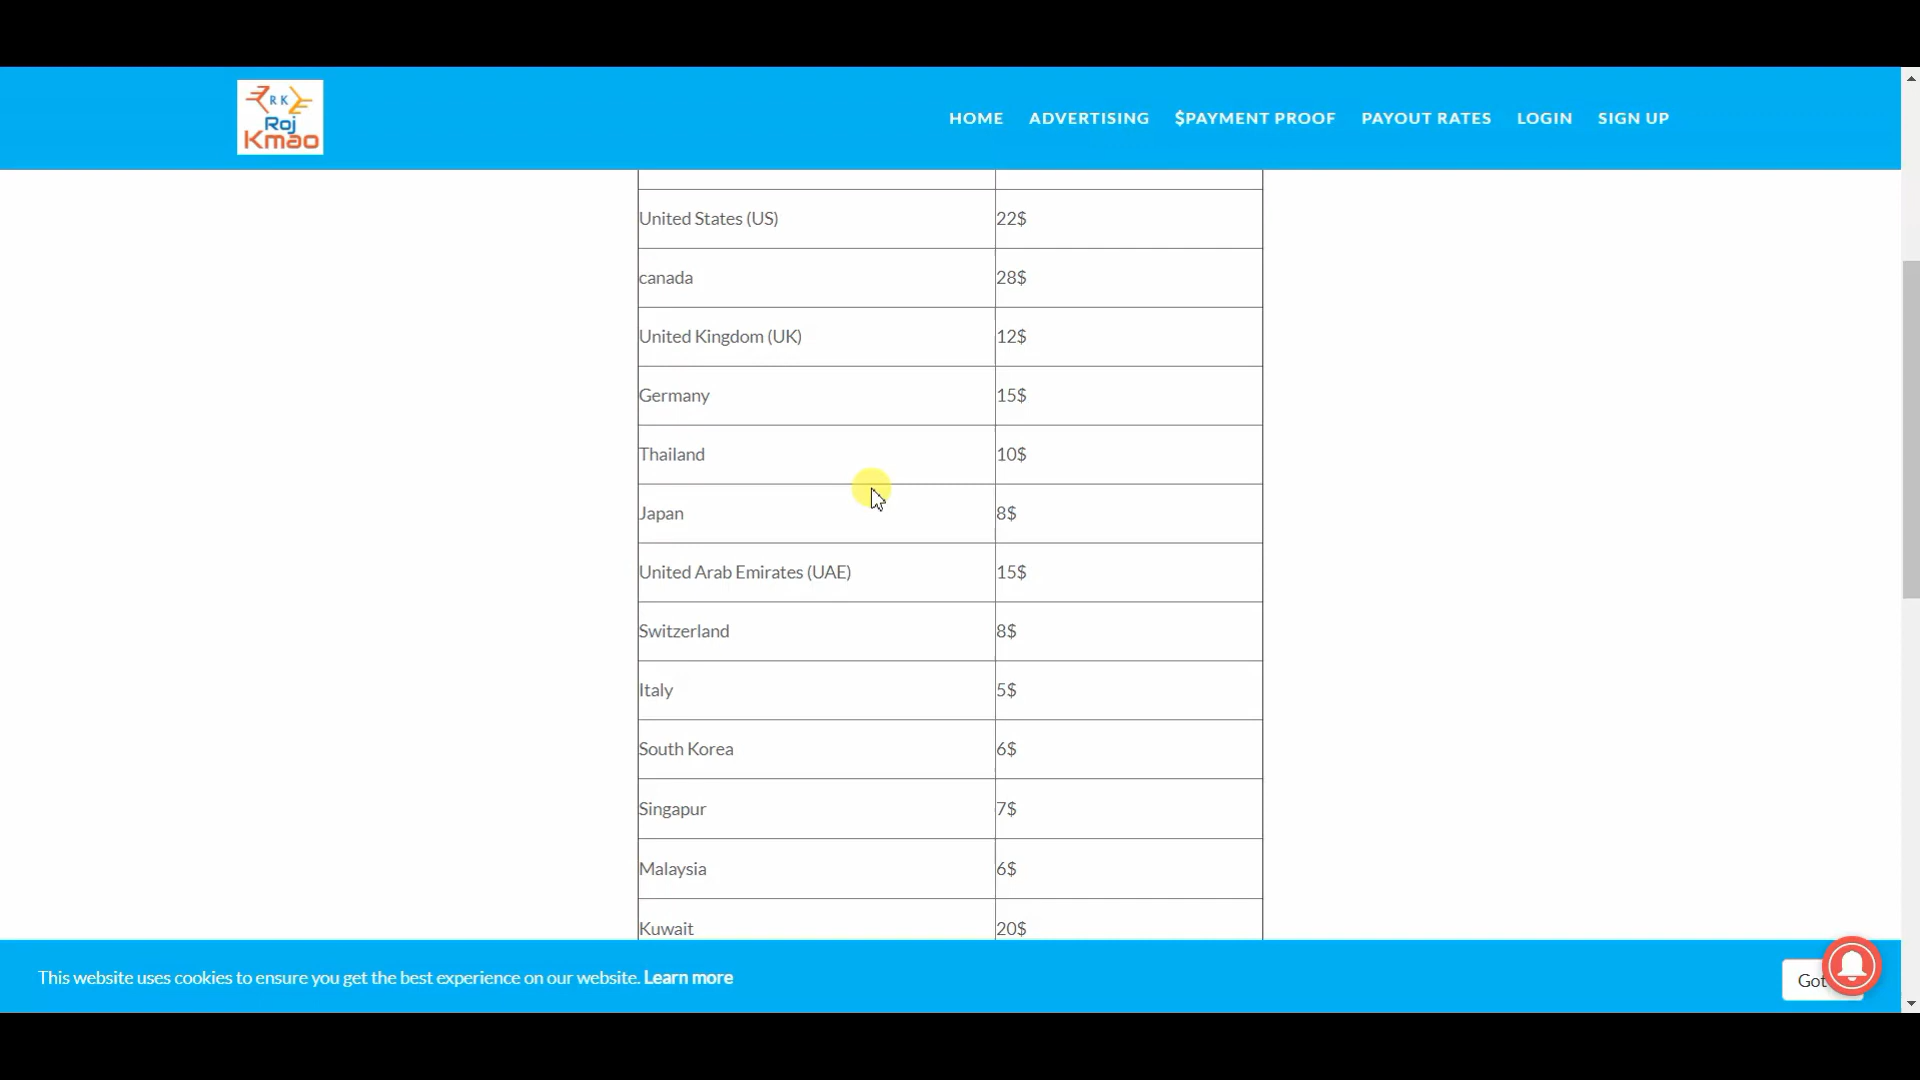 RK
Roj
Kmao
HOME ADVERTISING $PAYMENT PROOF PAYOUT RATES LOGIN SIGN UP
United States (US) 22$
canada 28$
United Kingdom (UK) 12$
Germany 15$
Thailand 10$
Japan 8$
United Arab Emirates (UAE) 15$
Switzerland 8$
Italy 5$
South Korea 6$
Singapur 7$
Malaysia 6$
Kuwait 20$
This website uses cookies to ensure you get the best experience on our website. Learn more
Got